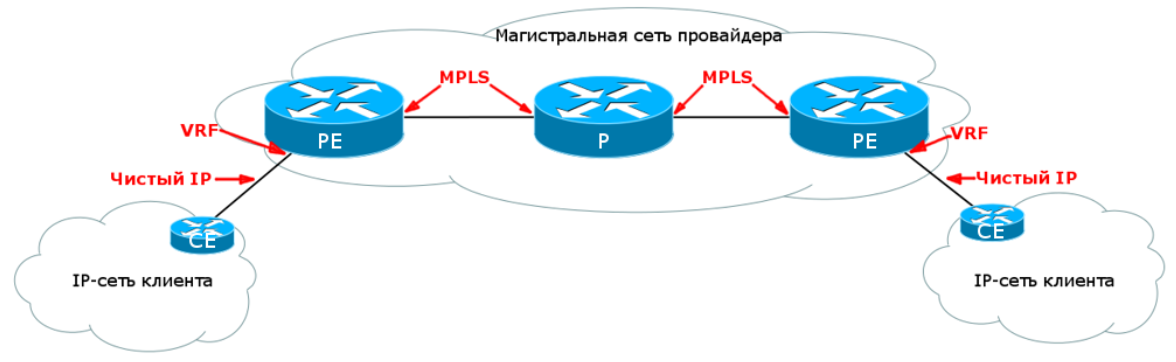 Магистральная сеть провайдера
MPLS
MPLS
VRF
PE
P
PE
VRF
Чистый IP
Чистый IP
CE
CE
IP-сеть клиента
IP-сеть клиента